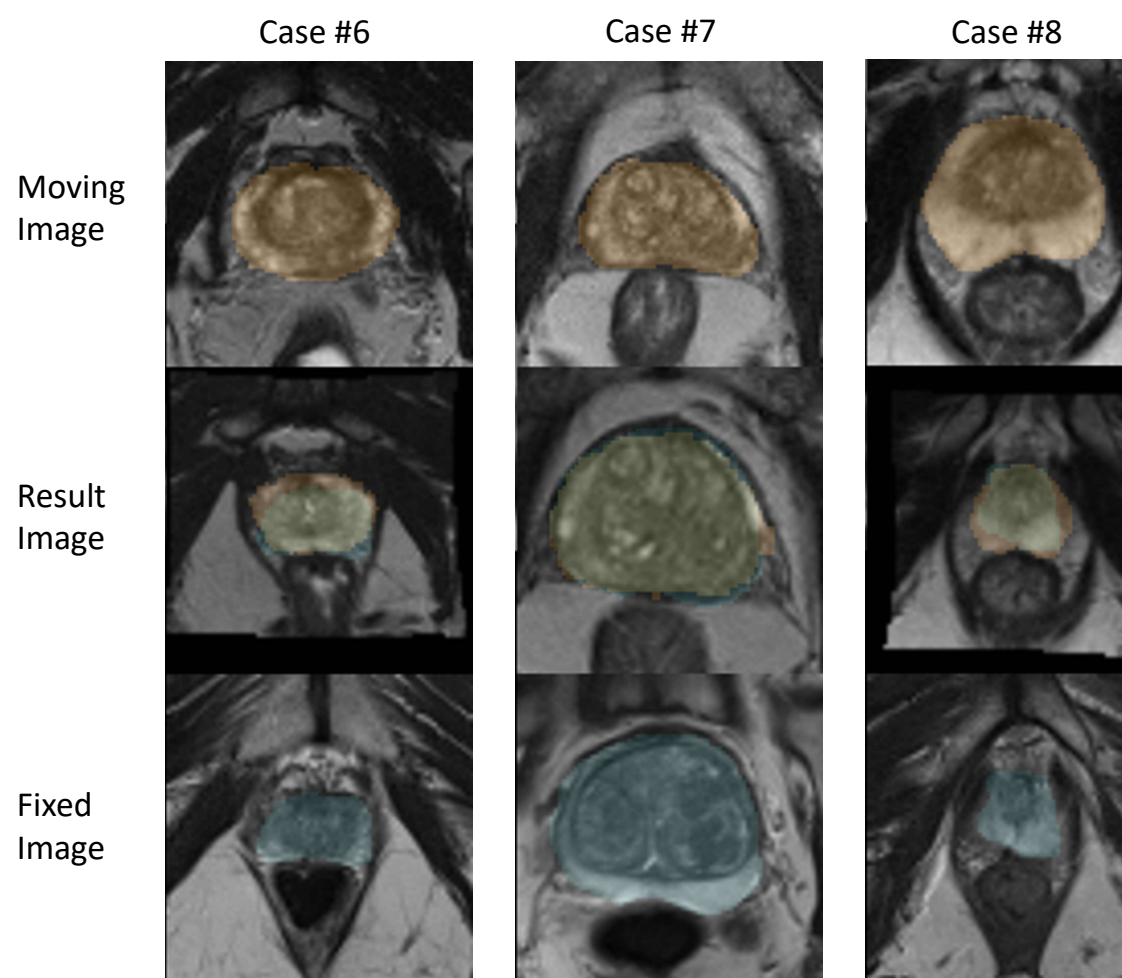 Case #6
Case #7
Case #8
Moving
Image
Result
Image
Fixed
Image